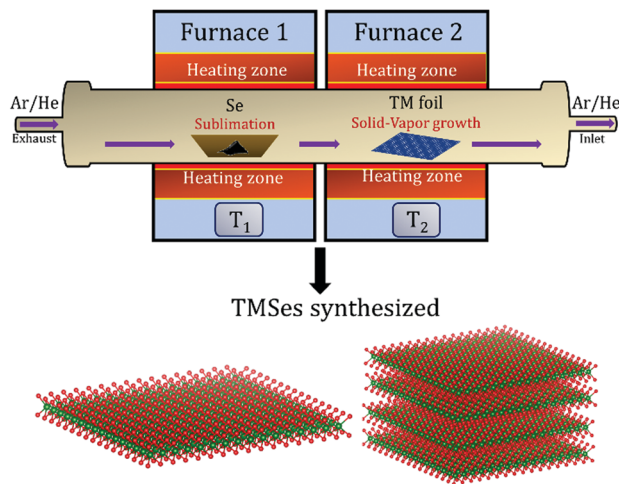 Furnace 1
Furnace 2
Heating zone
Heating zone
Ar/He
Exhaust
Se
Sublimation
TM foil
Solid-Vapor growth
Ar/He
Inlet
Heating zone
Heating zone
T₁
T₂
TMSes synthesized